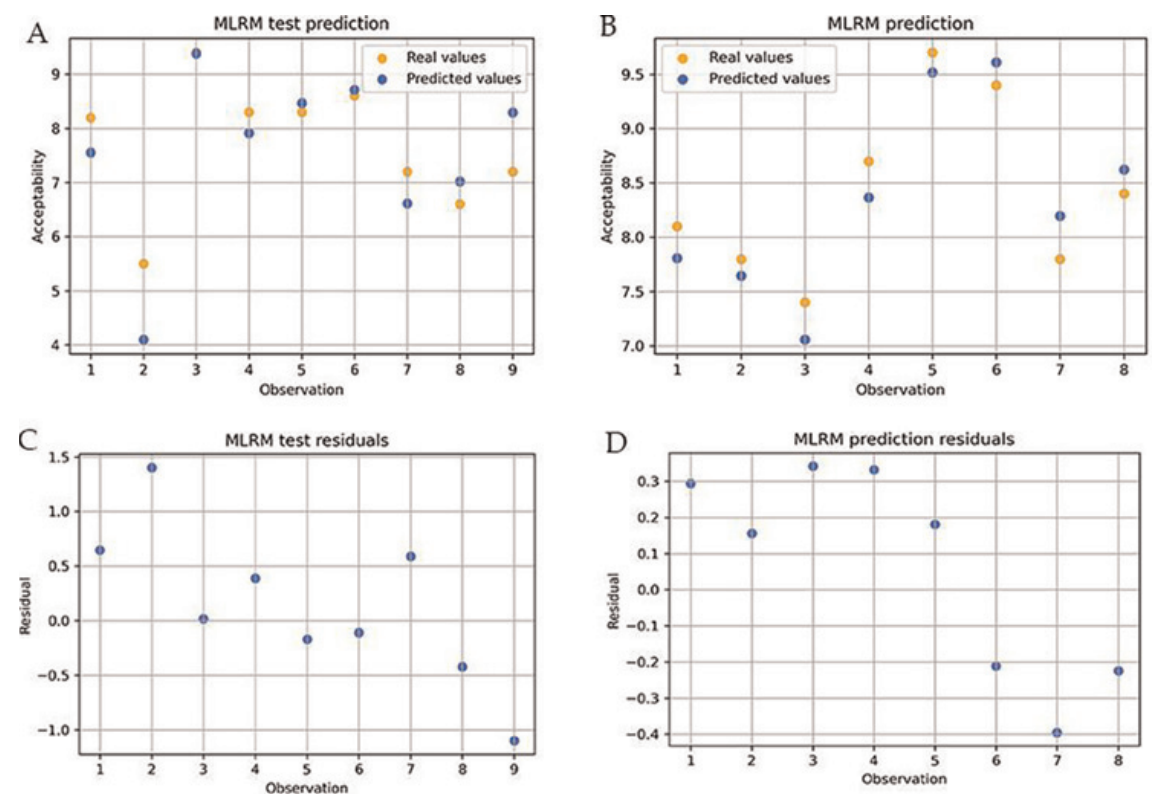 A
MLRM test prediction
Real values
Predicted values
Acceptability
9
8
7
6
5
4
1 2 3 4 5 6 7 8 9
Observation
B
MLRM prediction
Real values
Predicted values
Acceptability
9.5
9.0
8.5
8.0
7.5
7.0
1 2 3 4 5 6 7 8
Observation
C
MLRM test residuals
Residual
1.5
1.0
0.5
0.0
−0.5
−1.0
1 2 3 4 5 6 7 8 9
Observation
D
MLRM prediction residuals
Residual
0.3
0.2
0.1
0.0
−0.1
−0.2
−0.3
−0.4
1 2 3 4 5 6 7 8
Observation